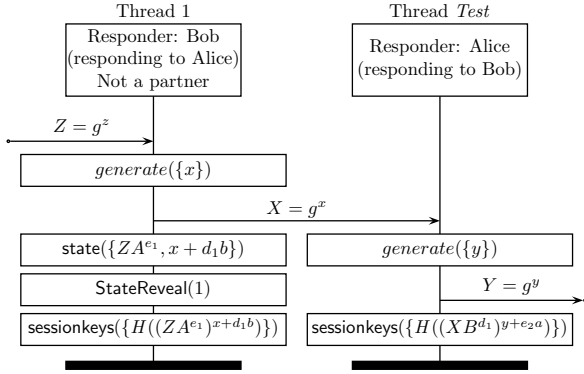 Thread 1
Thread Test
Responder: Bob
(responding to Alice)
Not a partner
Responder: Alice
(responding to Bob)
Z = g^z
generate({x})
X = g^x
state({ZA^{e_1}, x + d_1b})
generate({y})
StateReveal(1)
Y = g^y
sessionkeys({H((ZA^{e_1})^{x+d_1b})})
sessionkeys({H((XB^{d_1})^{y+e_2a})})